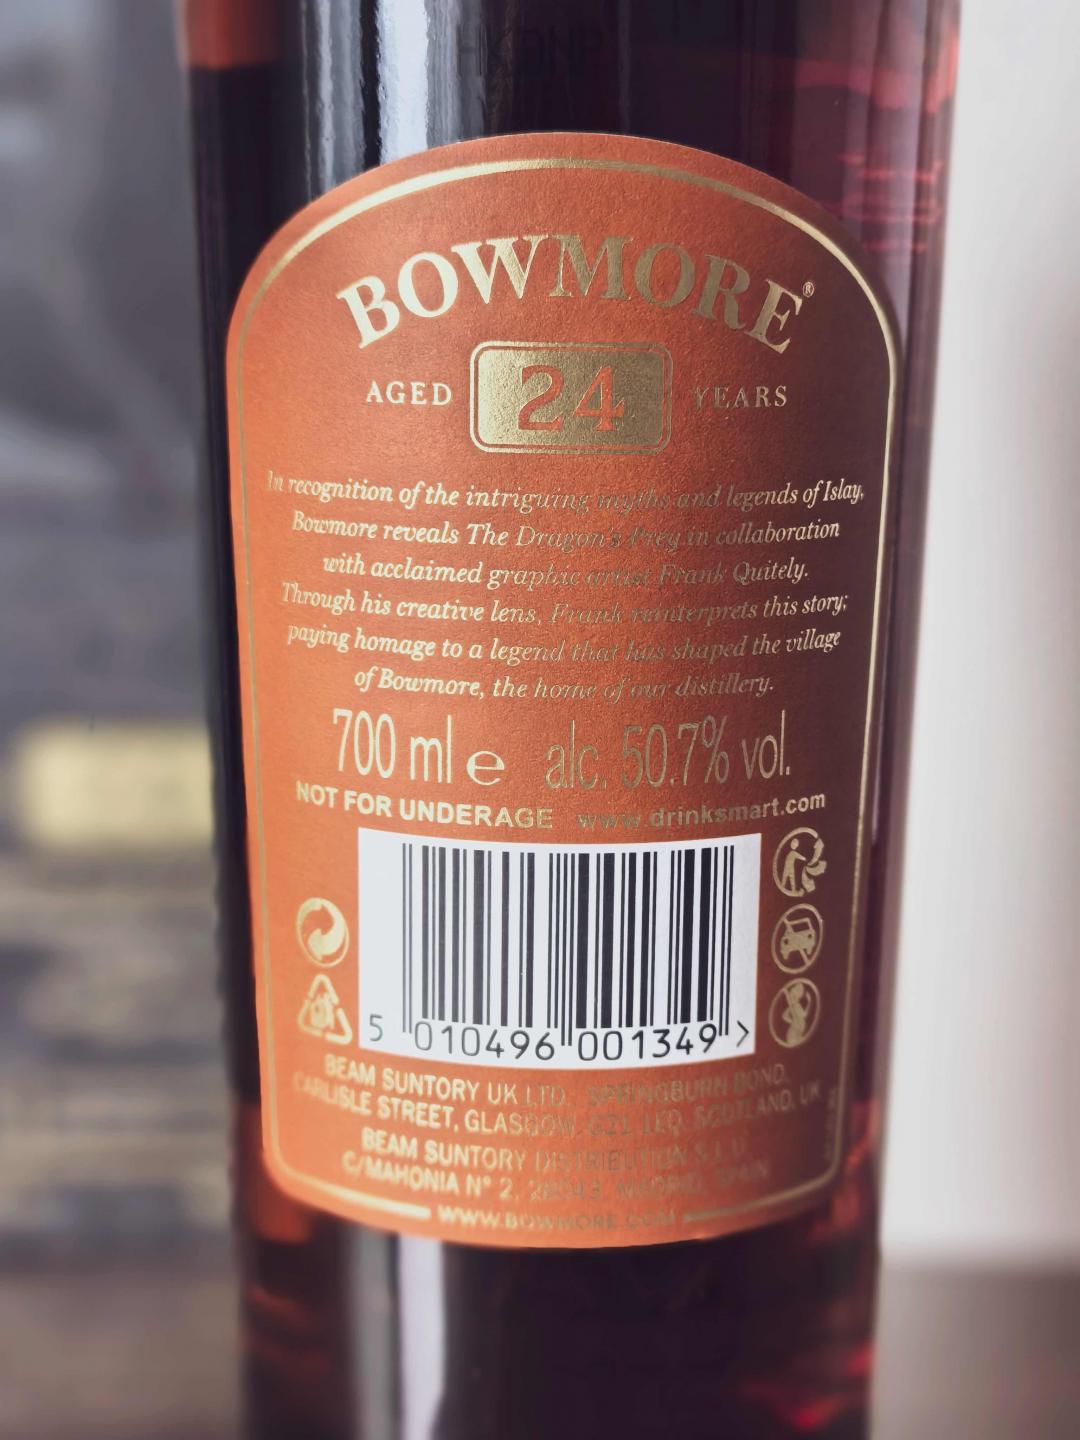 BOWMORE®
AGED 24 YEARS
In recognition of the intriguing myths and legends of Islay,
Bowmore reveals The Dragon's Prey in collaboration
with acclaimed graphic artist Frank Quitely.
Through his creative lens, Frank reinterprets this story;
paying homage to a legend that has shaped the village
of Bowmore, the home of our distillery.
700 ml e alc. 50.7% vol.
NOT FOR UNDERAGE www.drinksmart.com
5 010496 001349 >
BEAM SUNTORY UK LTD. SPRINGBURN BOND,
CARLISLE STREET, GLASGOW, G21 1EQ, SCOTLAND, UK
BEAM SUNTORY DISTRIBUTION S.L.U.
C/MAHONIA N° 2, 28043, MADRID, SPAIN
WWW.BOWMORE.COM